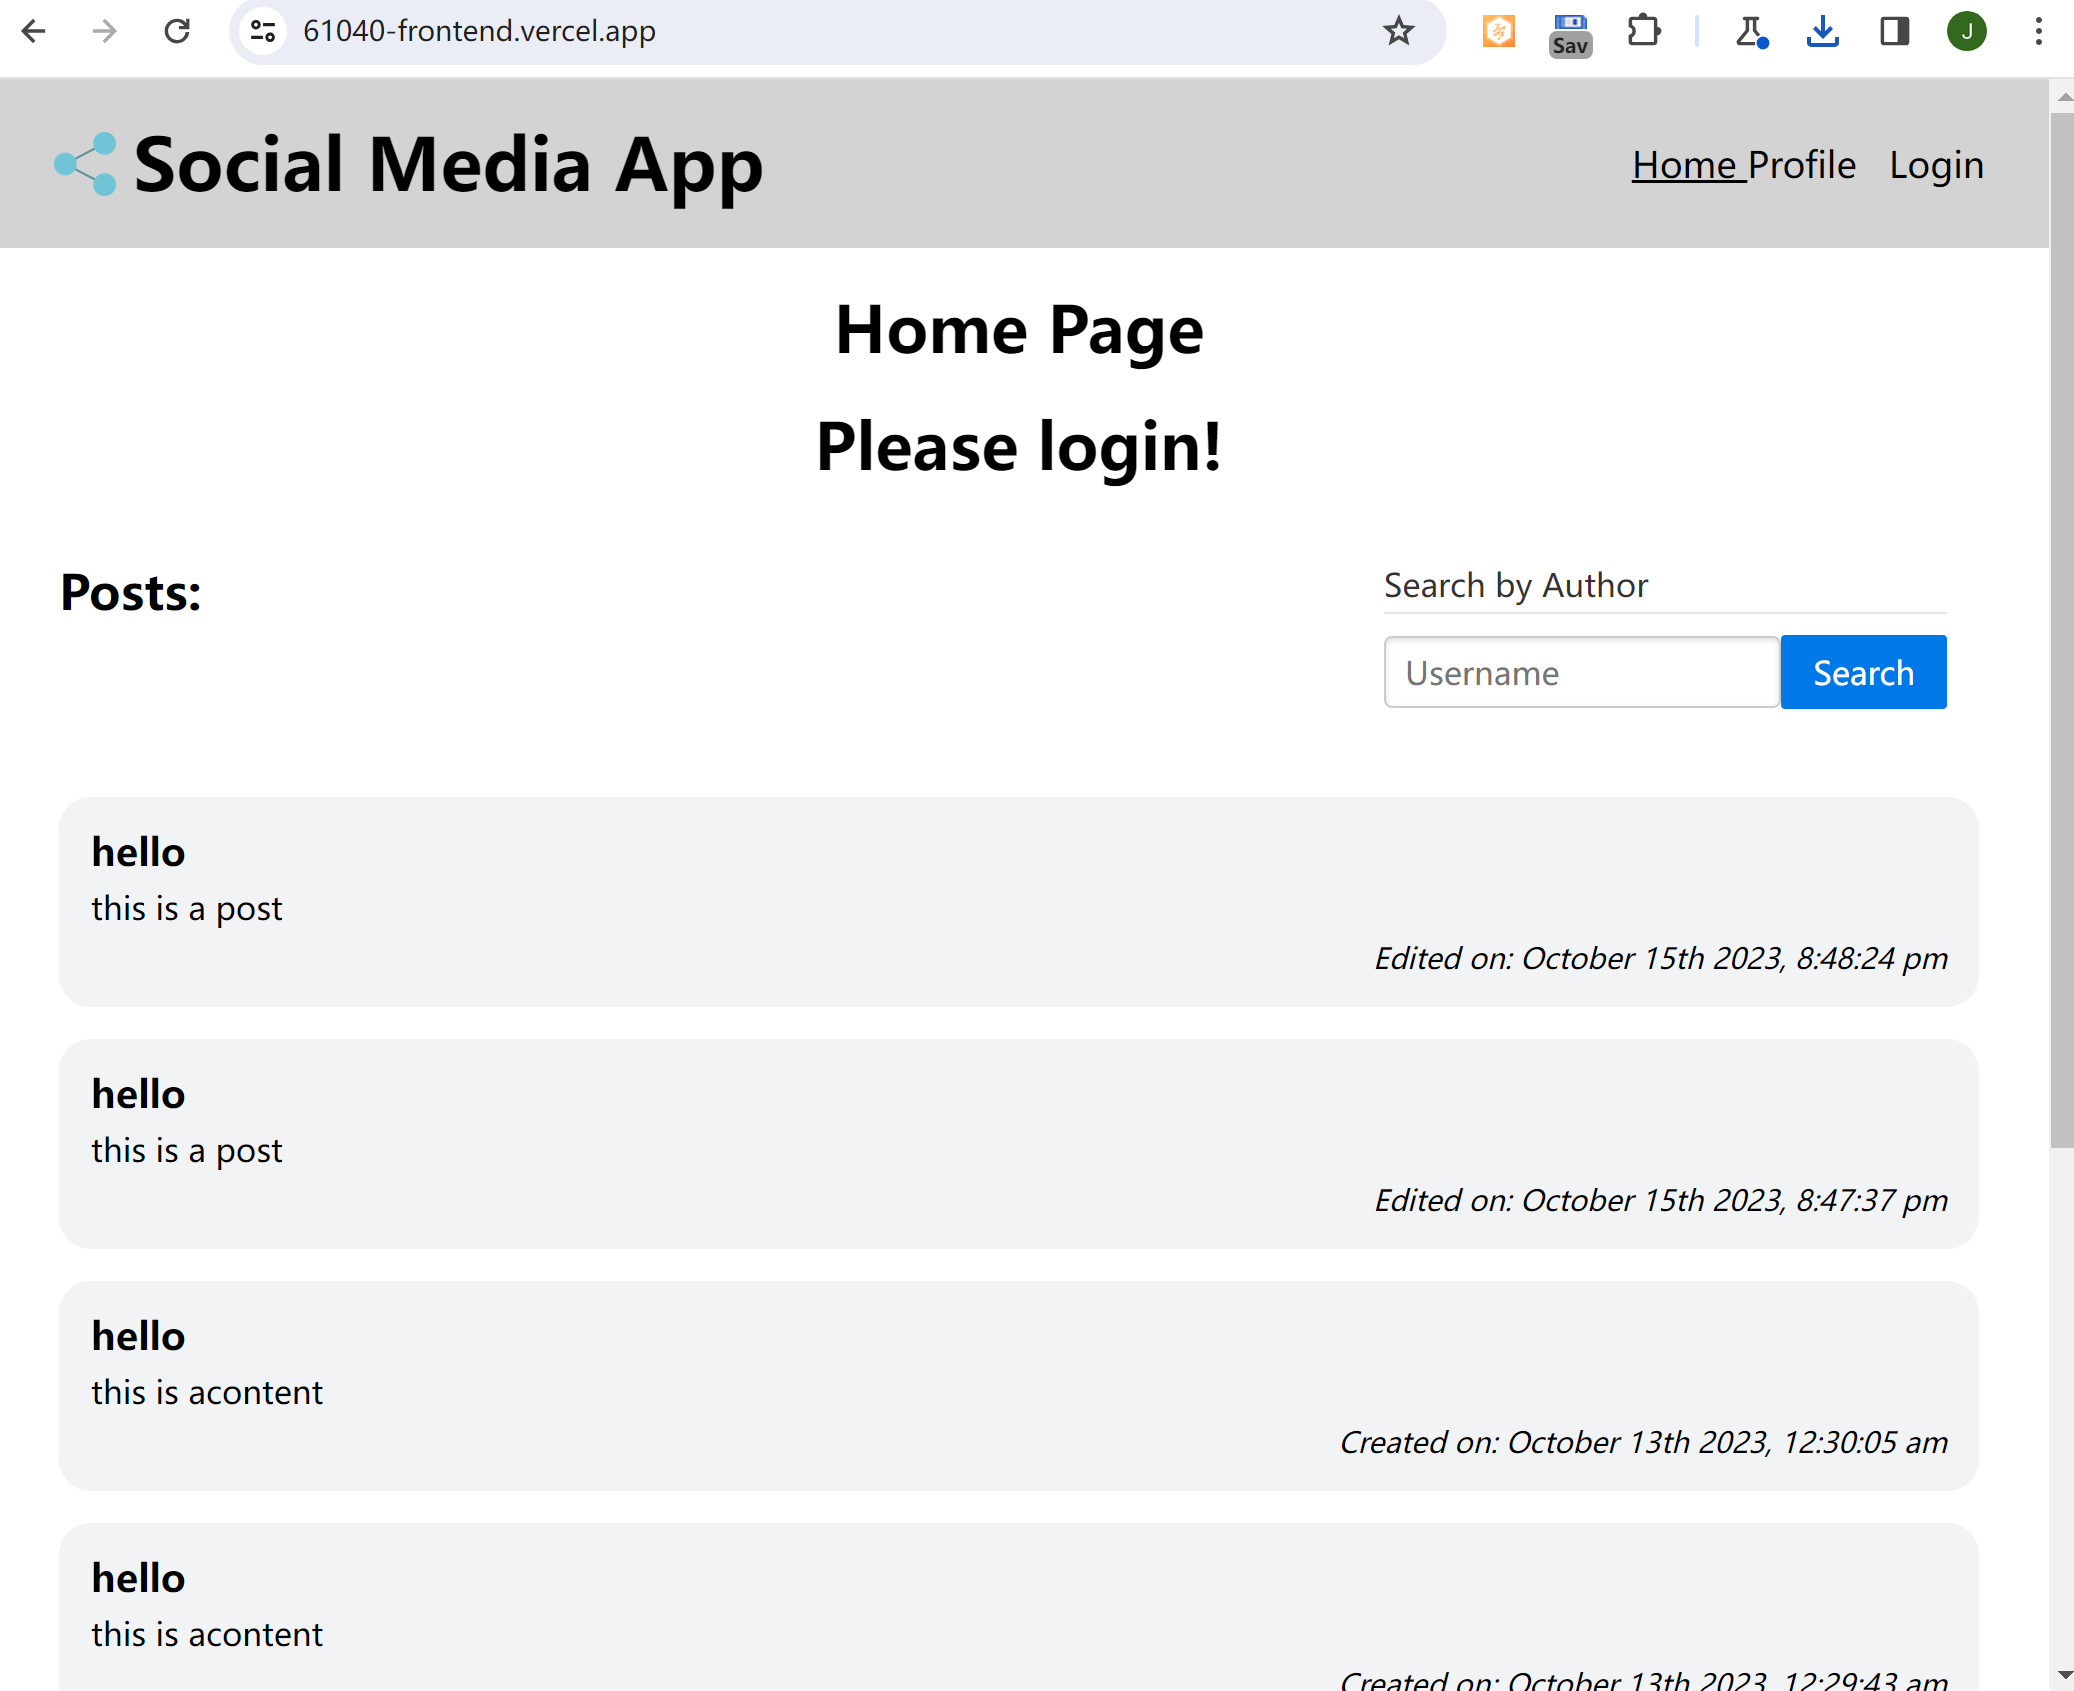 61040-frontend.vercel.app
Sav
J
Social Media App
Home Profile Login
Home Page
Please login!
Posts:
Search by Author
Username
Search
hello
this is a post
Edited on: October 15th 2023, 8:48:24 pm
hello
this is a post
Edited on: October 15th 2023, 8:47:37 pm
hello
this is acontent
Created on: October 13th 2023, 12:30:05 am
hello
this is acontent
Created on: October 13th 2023, 12:29:43 am